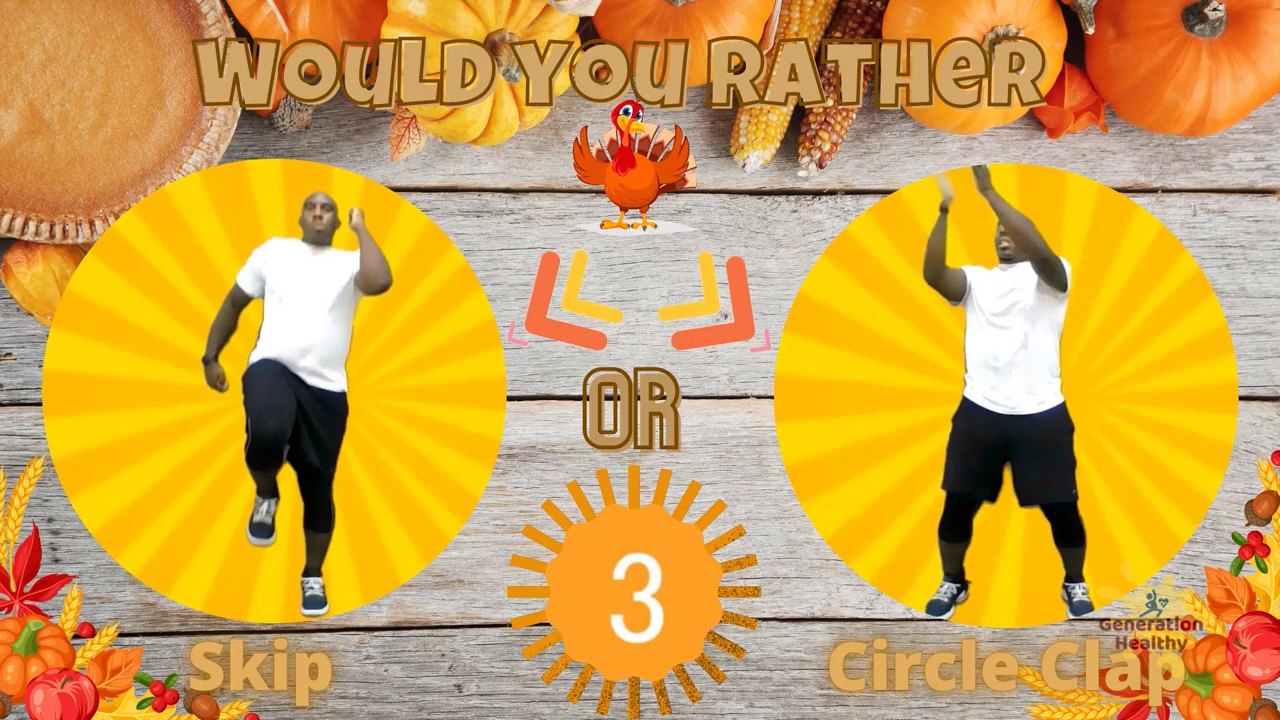 WOULD YOU RATHER
OR
3
Skip
Circle Clap
Generation
Healthy